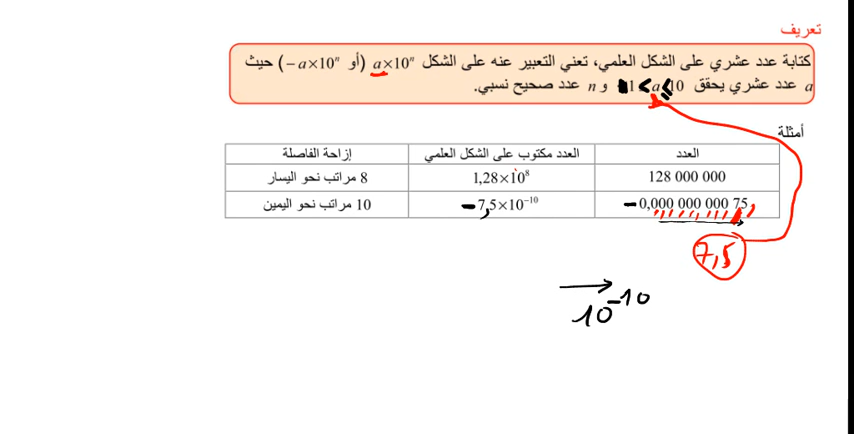 تعريف
كتابة عدد عشري على الشكل العلمي، تعني التعبير عنه على الشكل a×10ⁿ (أو −a×10ⁿ) حيث
a عدد عشري يحقق 1<a<10 و n عدد صحيح نسبي.
أمثلة
العدد العدد مكتوب على الشكل العلمي إزاحة الفاصلة
128 000 000 1,28×10⁸ 8 مراتب نحو اليسار
−0,000 000 000 75 −7,5×10⁻¹⁰ 10 مراتب نحو اليمين
7,5
10⁻¹⁰